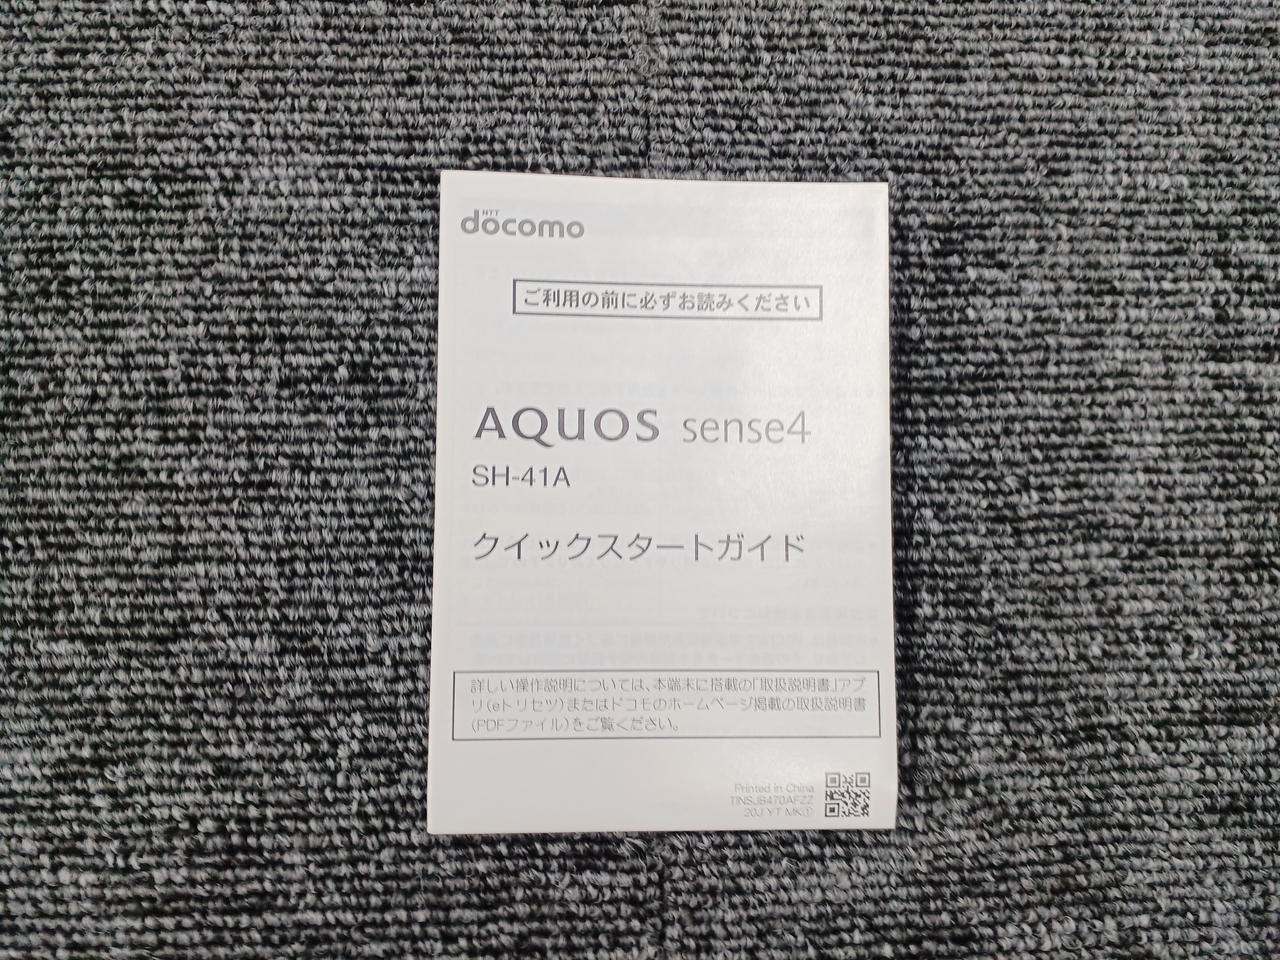 NTT
docomo
ご利用の前に必ずお読みください
AQUOS sense4
SH-41A
クイックスタートガイド
詳しい操作説明については、本端末に搭載の「取扱説明書」アプ
リ(eトリセツ)またはドコモのホームページ掲載の取扱説明書
(PDFファイル)をご覧ください。
Printed in China
TINSJB470AFZZ
20J YT MK①